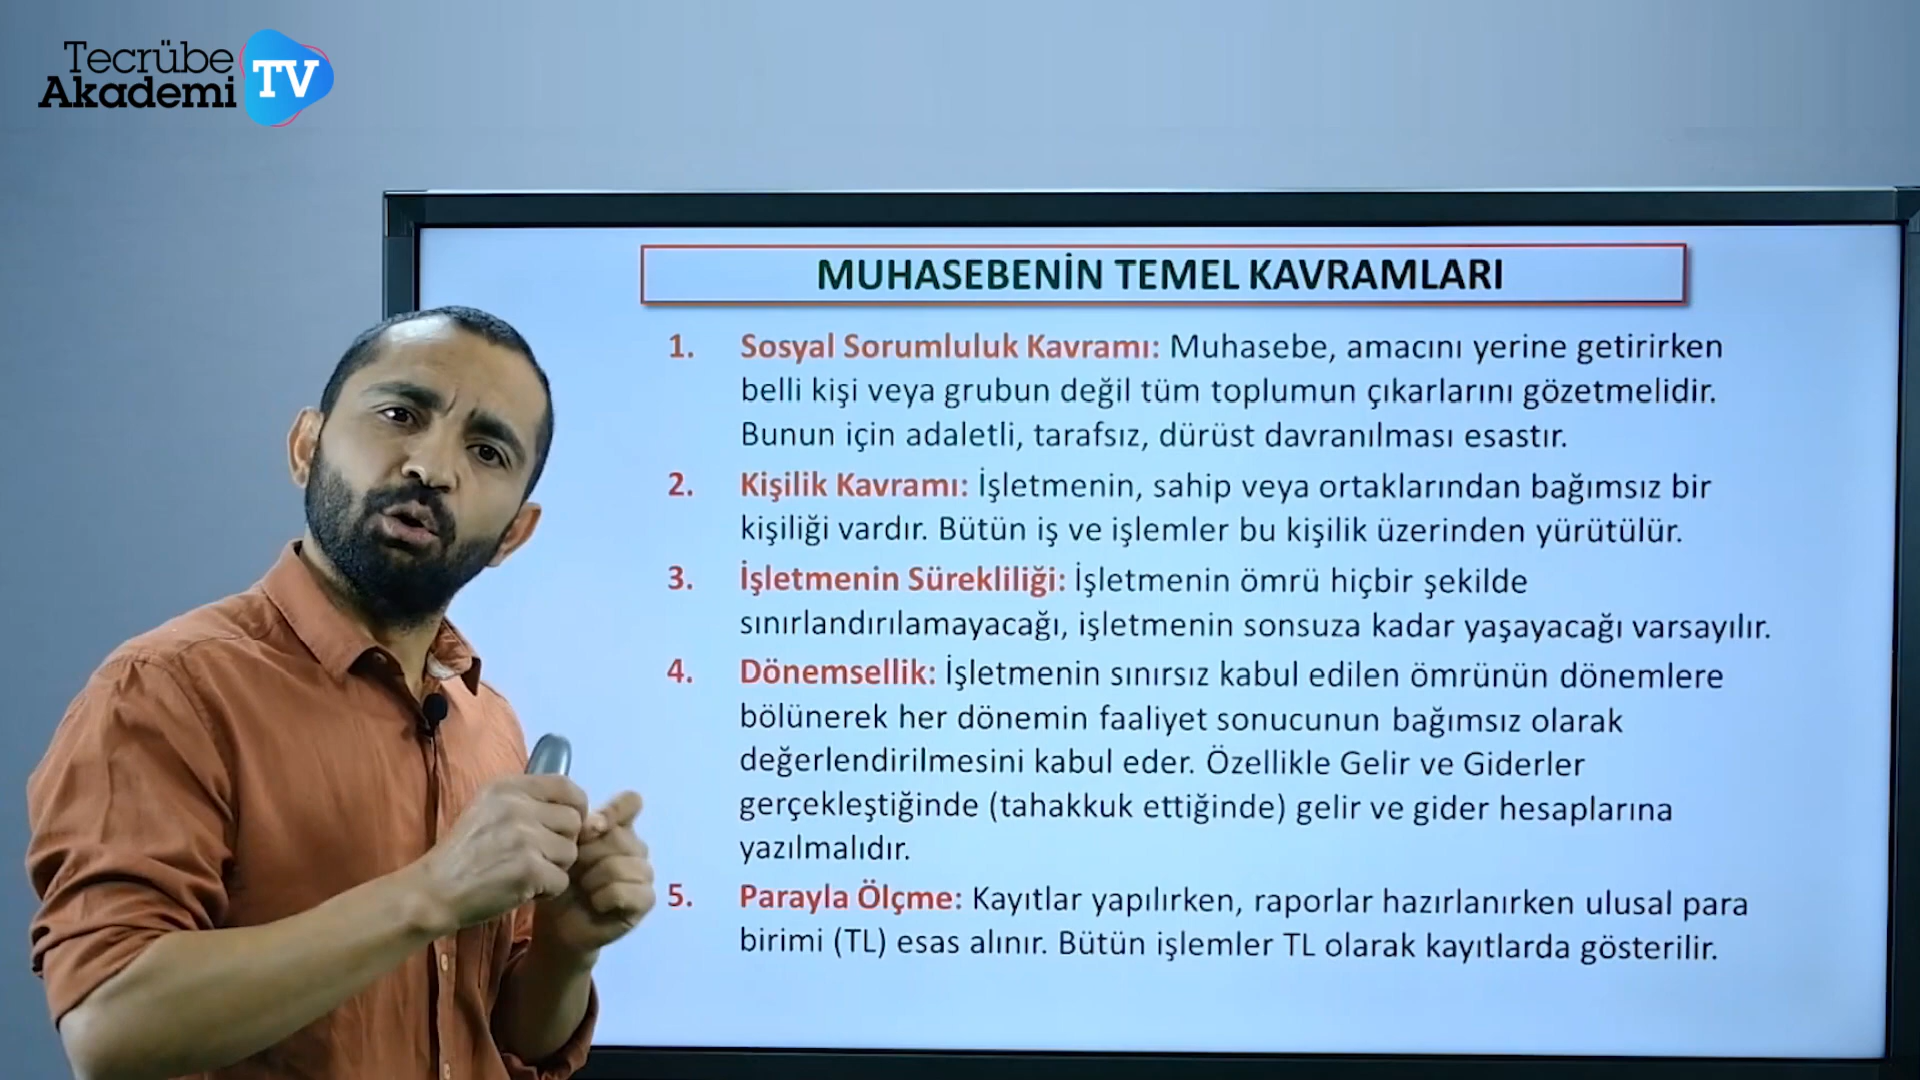 Tecrübe
Akademi
TV
MUHASEBENİN TEMEL KAVRAMLARI
1. Sosyal Sorumluluk Kavramı: Muhasebe, amacını yerine getirirken
belli kişi veya grubun değil tüm toplumun çıkarlarını gözetmelidir.
Bunun için adaletli, tarafsız, dürüst davranılması esastır.
2. Kişilik Kavramı: İşletmenin, sahip veya ortaklarından bağımsız bir
kişiliği vardır. Bütün iş ve işlemler bu kişilik üzerinden yürütülür.
3. İşletmenin Sürekliliği: İşletmenin ömrü hiçbir şekilde
sınırlandırılamayacağı, işletmenin sonsuza kadar yaşayacağı varsayılır.
4. Dönemsellik: İşletmenin sınırsız kabul edilen ömrünün dönemlere
bölünerek her dönemin faaliyet sonucunun bağımsız olarak
değerlendirilmesini kabul eder. Özellikle Gelir ve Giderler
gerçekleştiğinde (tahakkuk ettiğinde) gelir ve gider hesaplarına
yazılmalıdır.
5. Parayla Ölçme: Kayıtlar yapılırken, raporlar hazırlanırken ulusal para
birimi (TL) esas alınır. Bütün işlemler TL olarak kayıtlarda gösterilir.